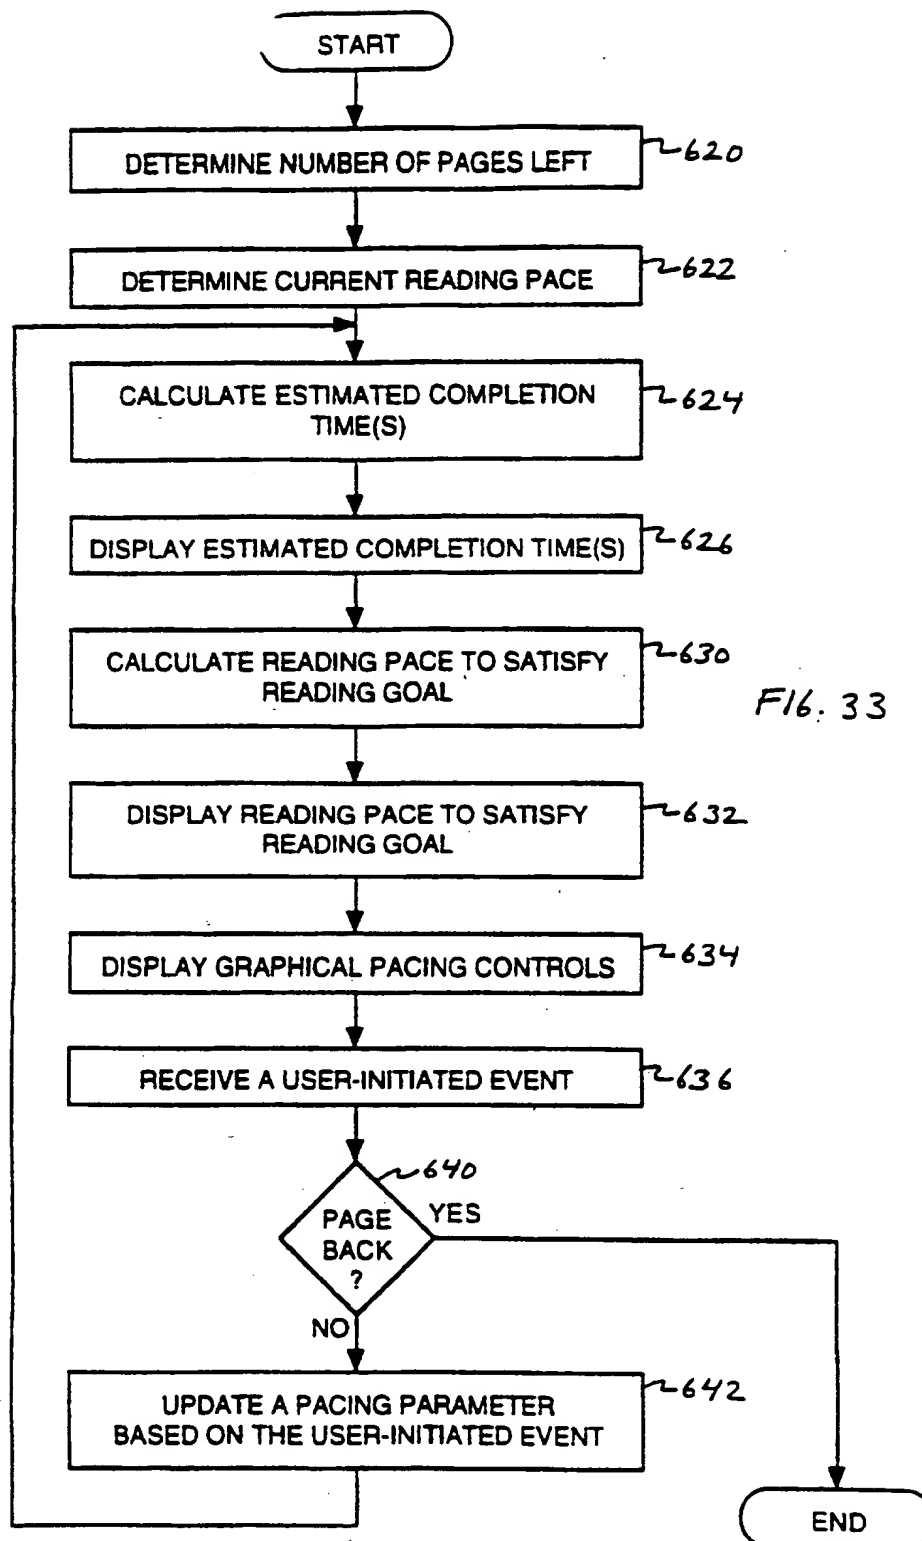 START
DETERMINE NUMBER OF PAGES LEFT
620
DETERMINE CURRENT READING PACE
622
CALCULATE ESTIMATED COMPLETION
TIME(S)
624
DISPLAY ESTIMATED COMPLETION TIME(S)
626
CALCULATE READING PACE TO SATISFY
READING GOAL
630
FIG. 33
DISPLAY READING PACE TO SATISFY
READING GOAL
632
DISPLAY GRAPHICAL PACING CONTROLS
634
RECEIVE A USER-INITIATED EVENT
636
640
PAGE
BACK
?
YES
NO
UPDATE A PACING PARAMETER
BASED ON THE USER-INITIATED EVENT
642
END